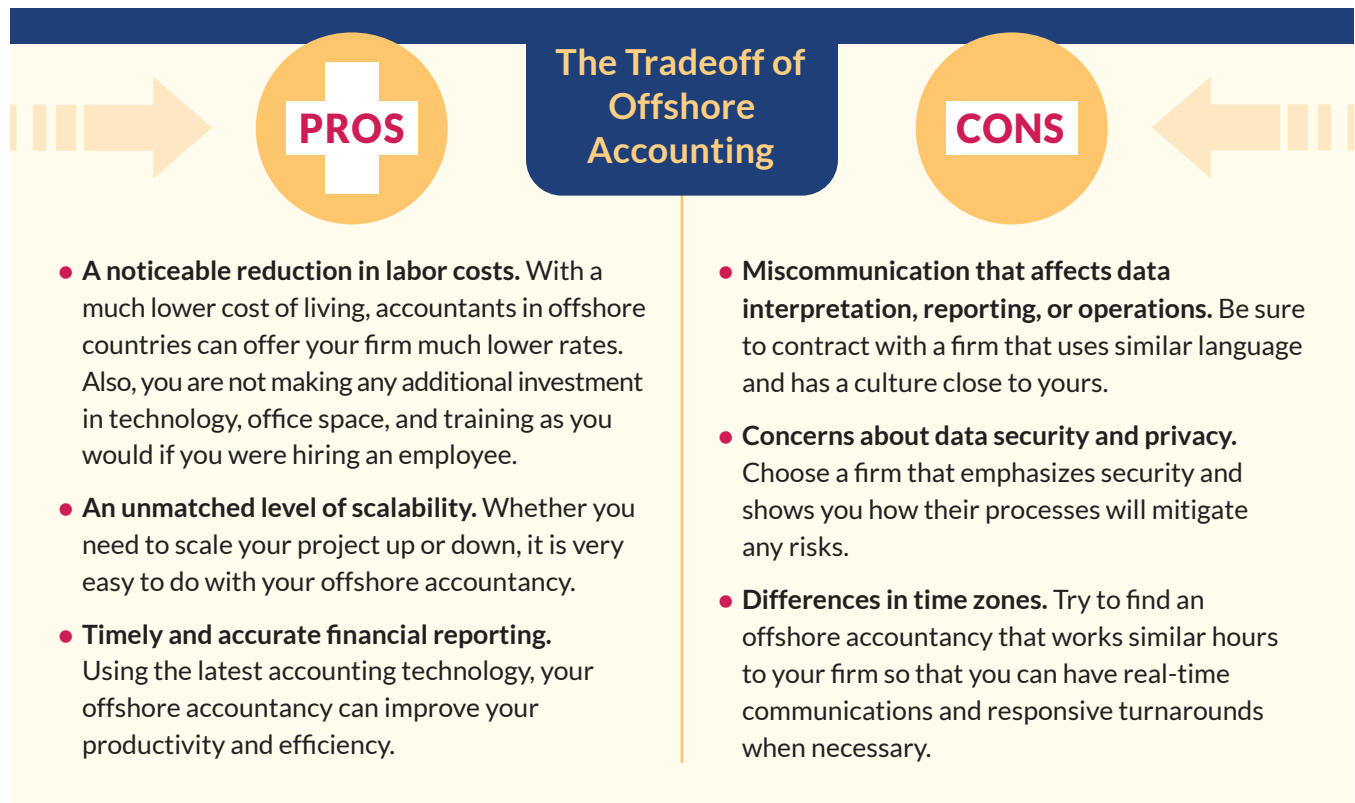 The Tradeoff of
Offshore
Accounting
PROS
• A noticeable reduction in labor costs. With a
much lower cost of living, accountants in offshore
countries can offer your firm much lower rates.
Also, you are not making any additional investment
in technology, office space, and training as you
would if you were hiring an employee.
• An unmatched level of scalability. Whether you
need to scale your project up or down, it is very
easy to do with your offshore accountancy.
• Timely and accurate financial reporting.
Using the latest accounting technology, your
offshore accountancy can improve your
productivity and efficiency.
CONS
• Miscommunication that affects data
interpretation, reporting, or operations. Be sure
to contract with a firm that uses similar language
and has a culture close to yours.
• Concerns about data security and privacy.
Choose a firm that emphasizes security and
shows you how their processes will mitigate
any risks.
• Differences in time zones. Try to find an
offshore accountancy that works similar hours
to your firm so that you can have real-time
communications and responsive turnarounds
when necessary.